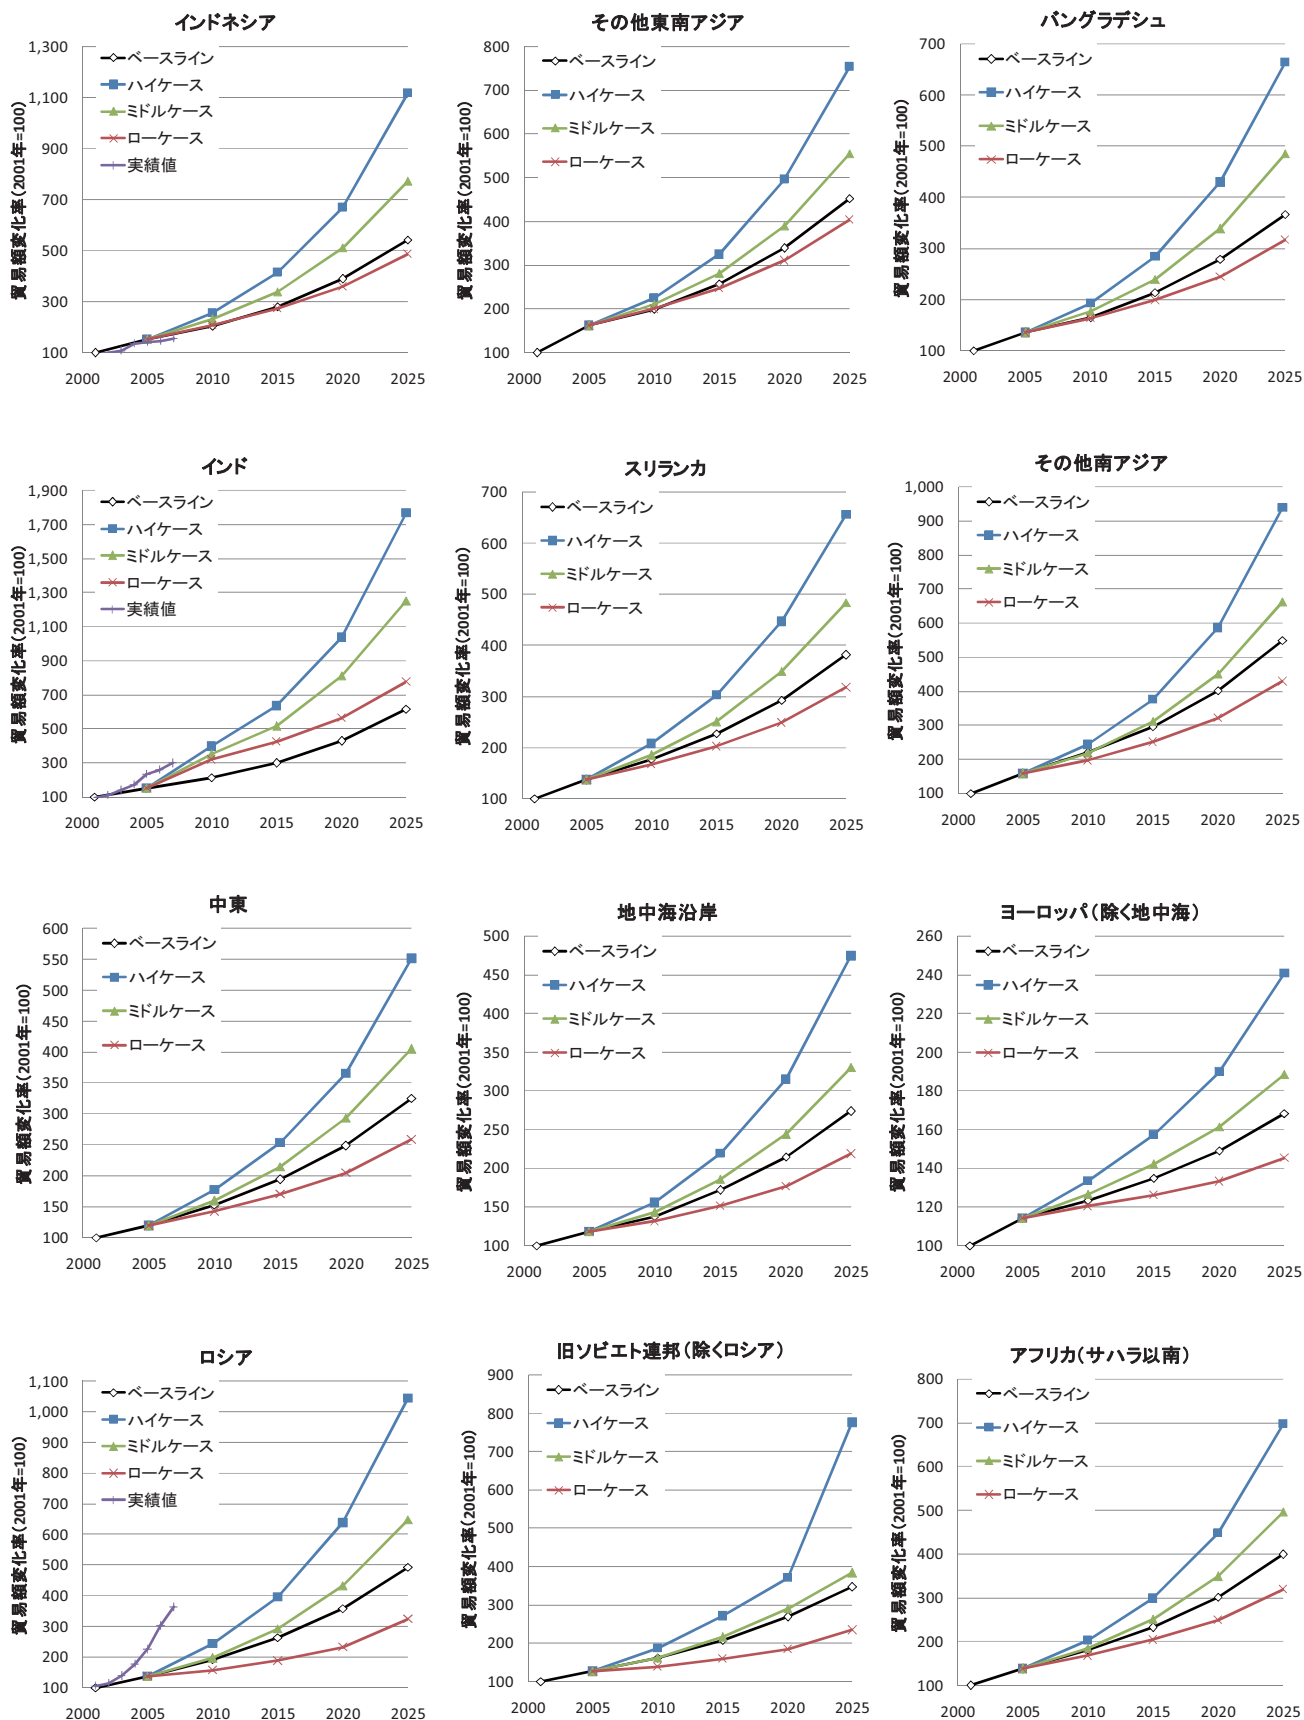 インドネシア
1,300
1,100
900
700
500
300
100
2000 2005 2010 2015 2020 2025
貿易額変化率(2001年=100)
ベースライン
ハイケース
ミドルケース
ローケース
実績値
その他東南アジア
800
700
600
500
400
300
200
100
2000 2005 2010 2015 2020 2025
貿易額変化率(2001年=100)
ベースライン
ハイケース
ミドルケース
ローケース
バングラデシュ
700
600
500
400
300
200
100
2000 2005 2010 2015 2020 2025
貿易額変化率(2001年=100)
ベースライン
ハイケース
ミドルケース
ローケース
インド
1,900
1,700
1,500
1,300
1,100
900
700
500
300
100
2000 2005 2010 2015 2020 2025
貿易額変化率(2001年=100)
ベースライン
ハイケース
ミドルケース
ローケース
実績値
スリランカ
700
600
500
400
300
200
100
2000 2005 2010 2015 2020 2025
貿易額変化率(2001年=100)
ベースライン
ハイケース
ミドルケース
ローケース
その他南アジア
1,000
900
800
700
600
500
400
300
200
100
2000 2005 2010 2015 2020 2025
貿易額変化率(2001年=100)
ベースライン
ハイケース
ミドルケース
ローケース
中東
600
550
500
450
400
350
300
250
200
150
100
2000 2005 2010 2015 2020 2025
貿易額変化率(2001年=100)
ベースライン
ハイケース
ミドルケース
ローケース
地中海沿岸
500
450
400
350
300
250
200
150
100
2000 2005 2010 2015 2020 2025
貿易額変化率(2001年=100)
ベースライン
ハイケース
ミドルケース
ローケース
ヨーロッパ(除く地中海)
260
240
220
200
180
160
140
120
100
2000 2005 2010 2015 2020 2025
貿易額変化率(2001年=100)
ベースライン
ハイケース
ミドルケース
ローケース
ロシア
1,100
1,000
900
800
700
600
500
400
300
200
100
2000 2005 2010 2015 2020 2025
貿易額変化率(2001年=100)
ベースライン
ハイケース
ミドルケース
ローケース
実績値
旧ソビエト連邦(除くロシア)
900
800
700
600
500
400
300
200
100
2000 2005 2010 2015 2020 2025
貿易額変化率(2001年=100)
ベースライン
ハイケース
ミドルケース
ローケース
アフリカ(サハラ以南)
800
700
600
500
400
300
200
100
2000 2005 2010 2015 2020 2025
貿易額変化率(2001年=100)
ベースライン
ハイケース
ミドルケース
ローケース